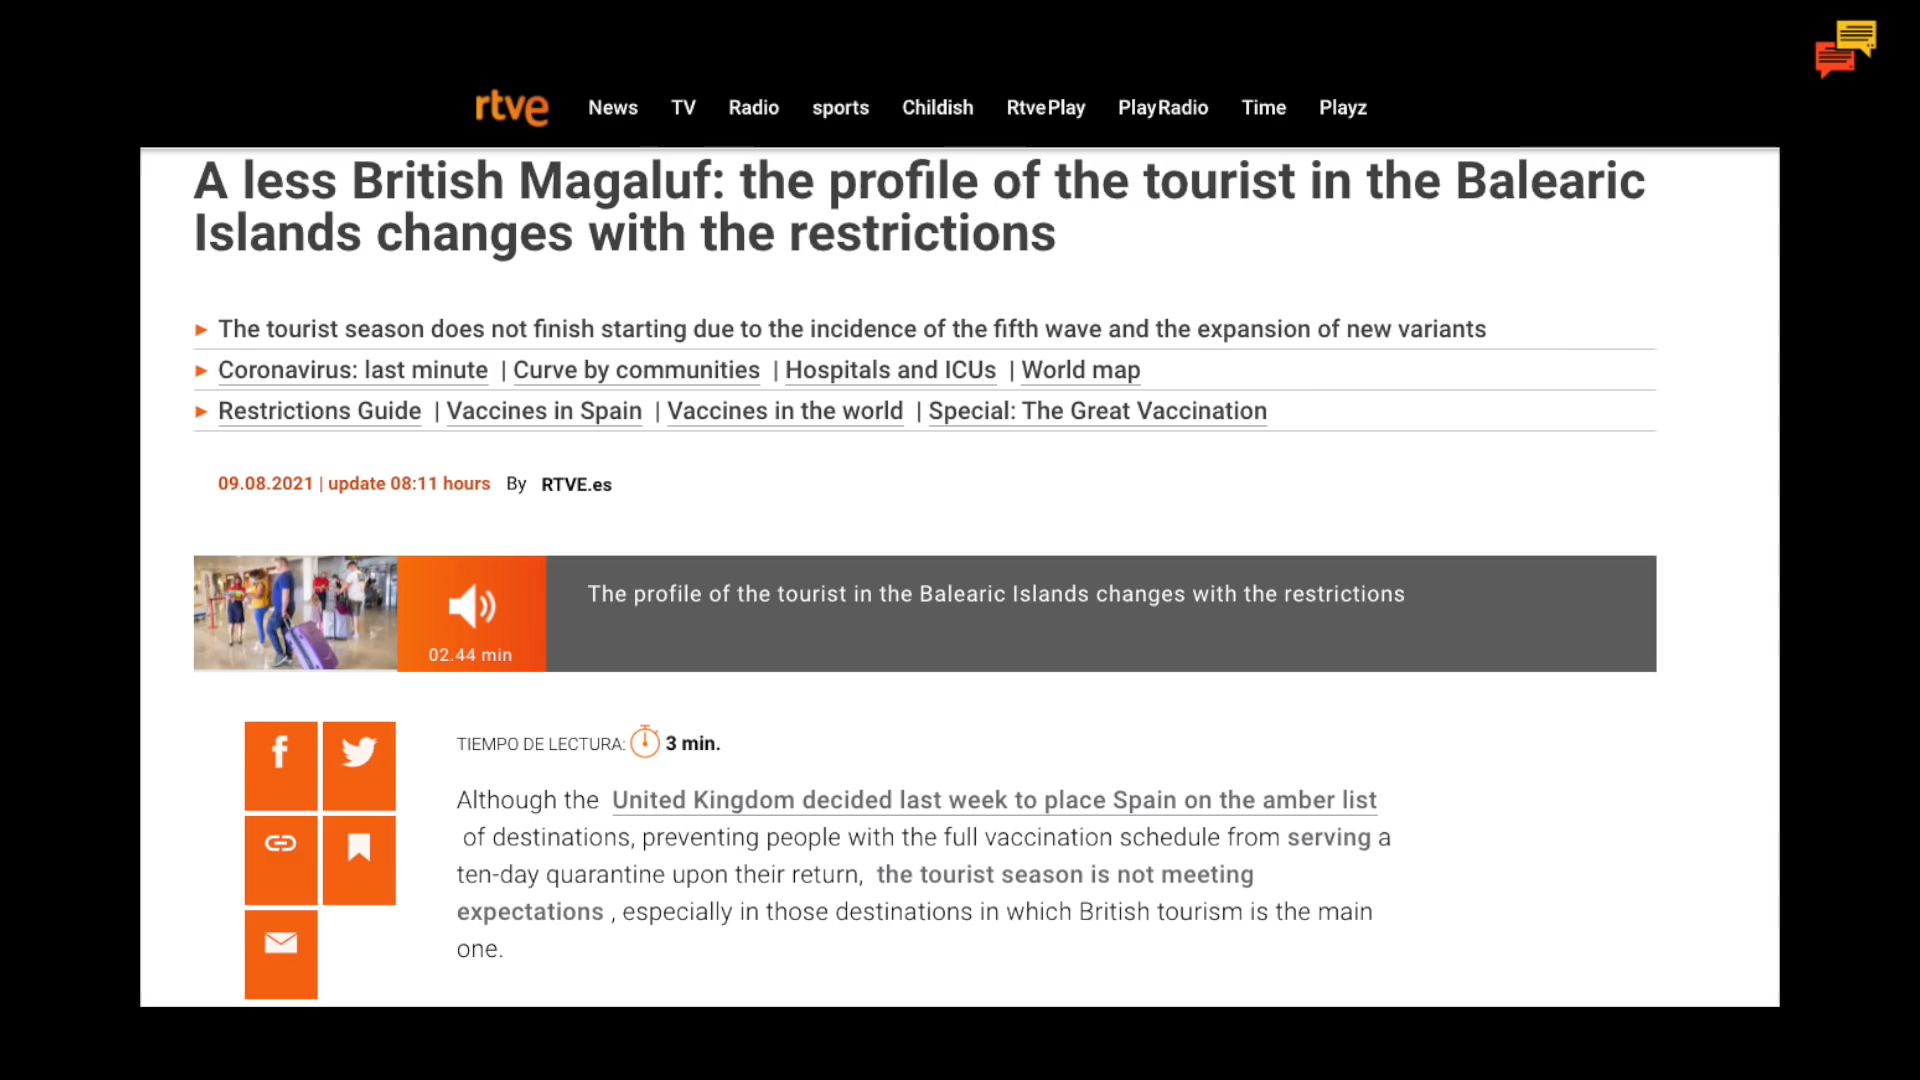 rtve News TV Radio sports Childish RtvePlay PlayRadio Time Playz
A less British Magaluf: the profile of the tourist in the Balearic
Islands changes with the restrictions
The tourist season does not finish starting due to the incidence of the fifth wave and the expansion of new variants
Coronavirus: last minute | Curve by communities | Hospitals and ICUs | World map
Restrictions Guide | Vaccines in Spain | Vaccines in the world | Special: The Great Vaccination
09.08.2021 | update 08:11 hours By RTVE.es
The profile of the tourist in the Balearic Islands changes with the restrictions
02.44 min
TIEMPO DE LECTURA: 3 min.
Although the United Kingdom decided last week to place Spain on the amber list
of destinations, preventing people with the full vaccination schedule from serving a
ten-day quarantine upon their return, the tourist season is not meeting
expectations , especially in those destinations in which British tourism is the main
one.